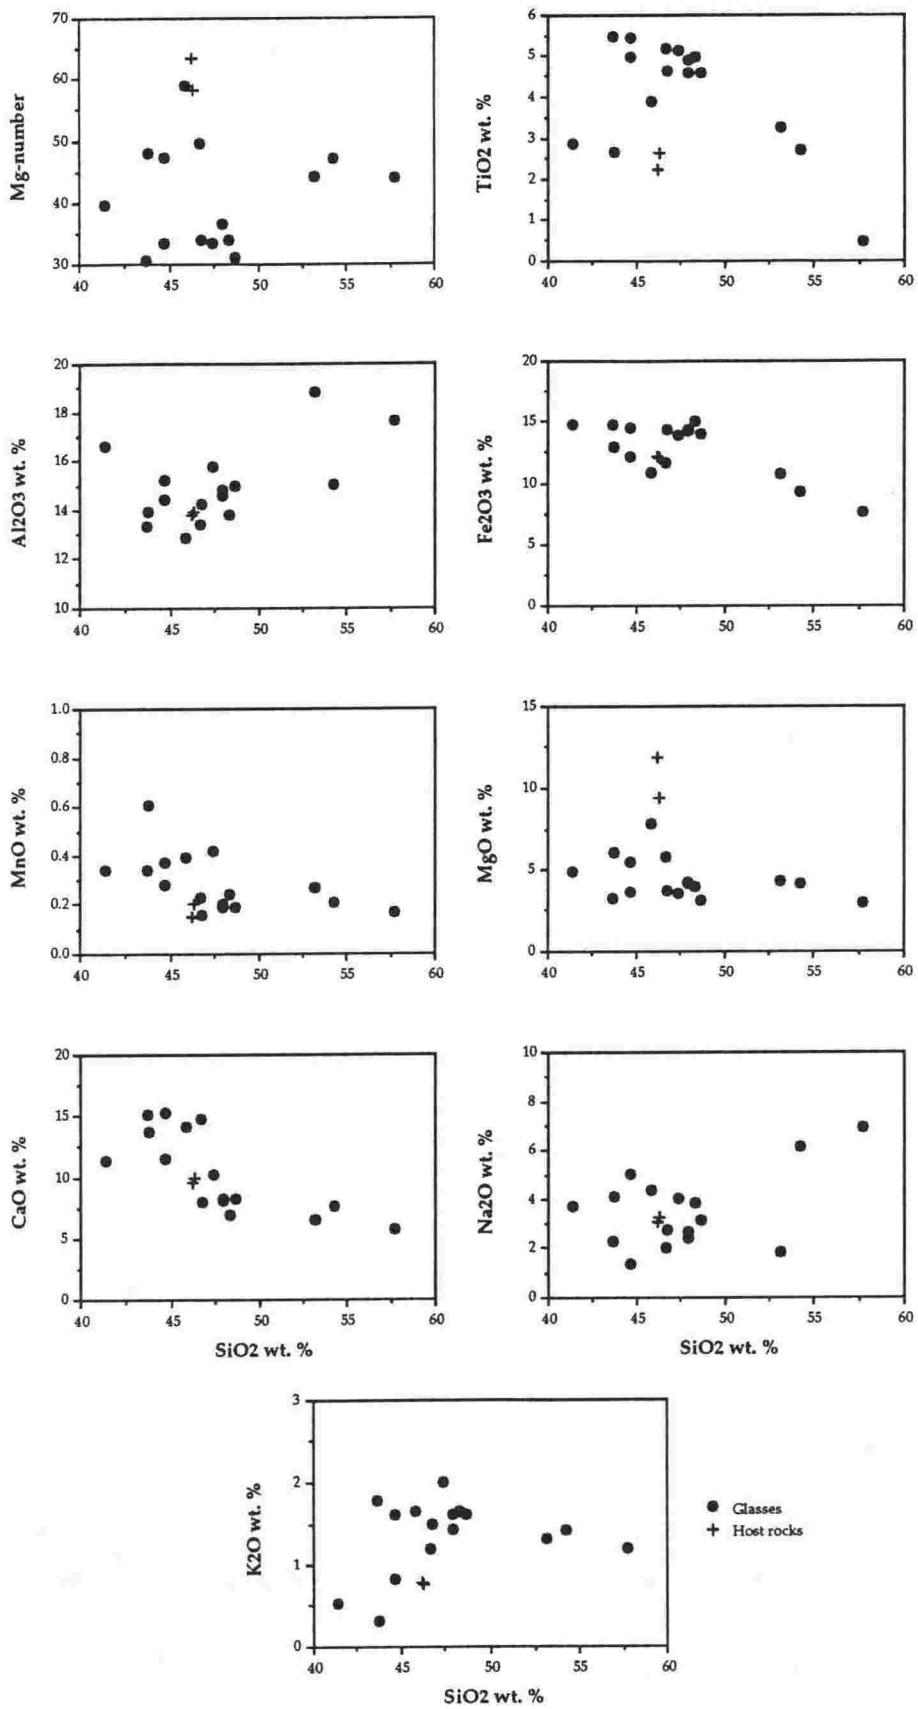 70
60
50
40
30
Mg-number
40 45 50 55 60
6
5
4
3
2
1
0
TiO2 wt. %
40 45 50 55 60
20
18
16
14
12
10
Al2O3 wt. %
40 45 50 55 60
20
15
10
5
0
Fe2O3 wt. %
40 45 50 55 60
1.0
0.8
0.6
0.4
0.2
0.0
MnO wt. %
40 45 50 55 60
15
10
5
0
MgO wt. %
40 45 50 55 60
20
15
10
5
0
CaO wt. %
40 45 50 55 60
SiO2 wt. %
10
8
6
4
2
0
Na2O wt. %
40 45 50 55 60
SiO2 wt. %
3
2
1
0
K2O wt. %
40 45 50 55 60
SiO2 wt. %
Glasses
Host rocks